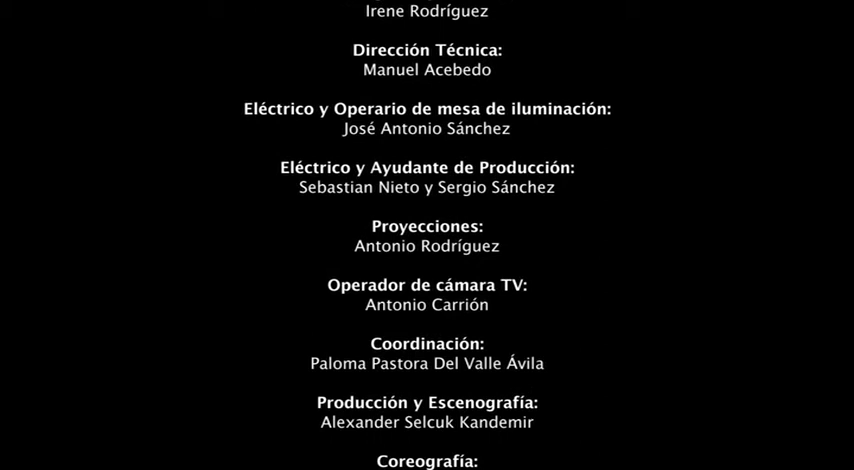 Irene Rodríguez
Dirección Técnica:
Manuel Acebedo
Eléctrico y Operario de mesa de iluminación:
José Antonio Sánchez
Eléctrico y Ayudante de Producción:
Sebastian Nieto y Sergio Sánchez
Proyecciones:
Antonio Rodríguez
Operador de cámara TV:
Antonio Carrión
Coordinación:
Paloma Pastora Del Valle Ávila
Producción y Escenografía:
Alexander Selcuk Kandemir
Coreografía: